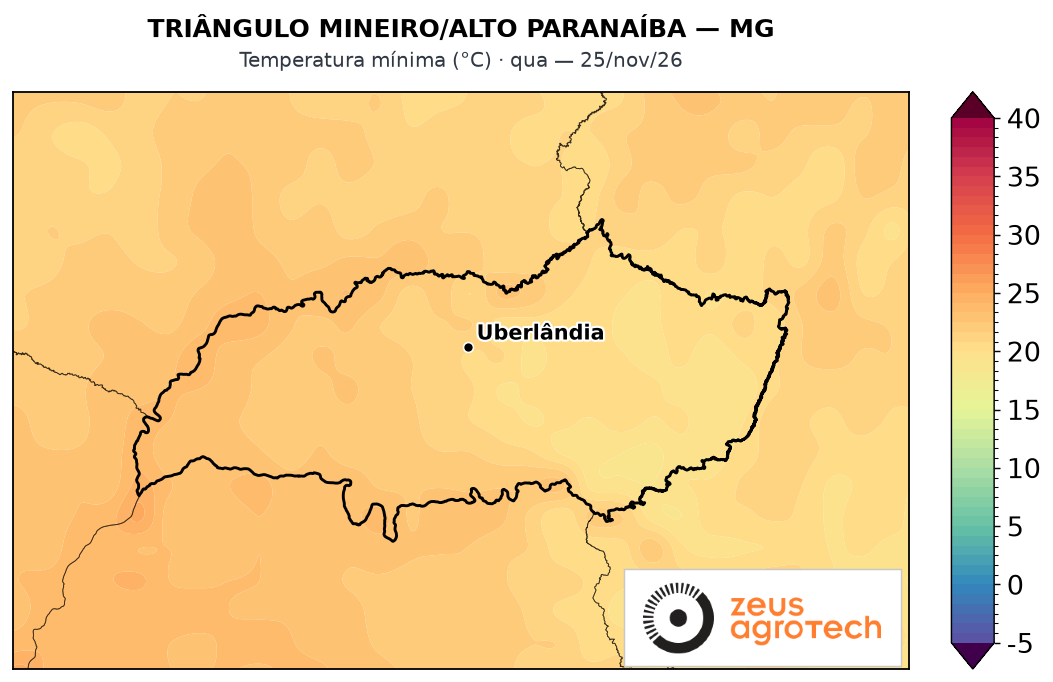 TRIÂNGULO MINEIRO/ALTO PARANAÍBA — MG
Temperatura mínima (°C) · qua — 25/nov/26
Uberlândia
40
35
30
25
20
15
10
5
0
-5
zeus
agrotech